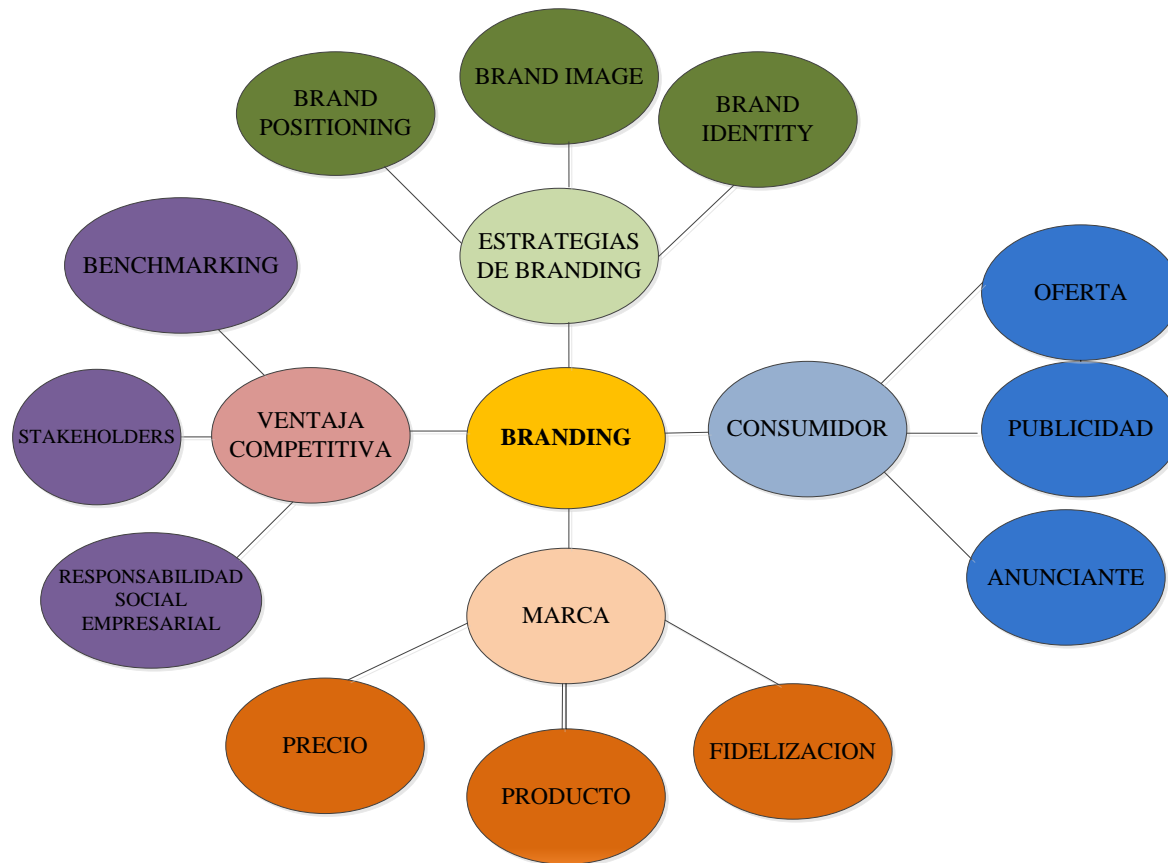 BRAND IMAGE
BRAND
POSITIONING
BRAND
IDENTITY
ESTRATEGIAS
DE BRANDING
BENCHMARKING
OFERTA
STAKEHOLDERS
VENTAJA
COMPETITIVA
BRANDING
CONSUMIDOR
PUBLICIDAD
RESPONSABILIDAD
SOCIAL
EMPRESARIAL
MARCA
ANUNCIANTE
PRECIO
PRODUCTO
FIDELIZACION